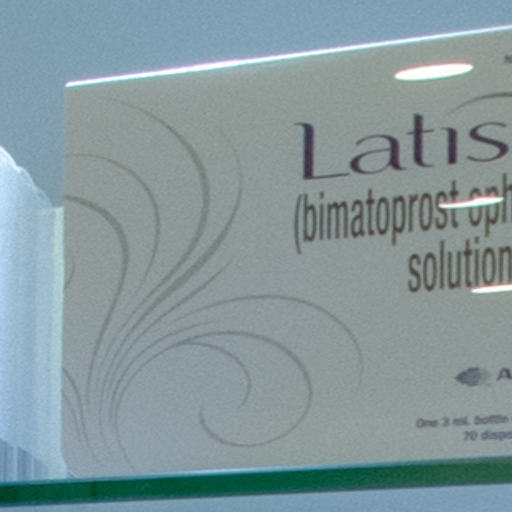 Latis
(bimatoprost oph
solution
A
One 3 mL bottle
70 dispo